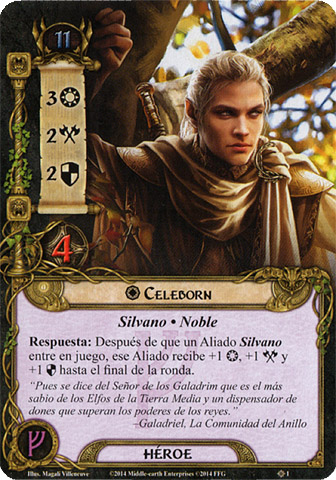 11
3
2
2
4
Celeborn
Silvano • Noble
Respuesta: Después de que un Aliado Silvano
entre en juego, ese Aliado recibe +1, +1 y
+1 hasta el final de la ronda.
"Pues se dice del Señor de los Galadrim que es el más
sabio de los Elfos de la Tierra Media y un dispensador de
dones que superan los poderes de los reyes."
–Galadriel, La Comunidad del Anillo
HÉROE
Illus. Magali Villeneuve ©2014 Middle-earth Enterprises ©2014 FFG 1